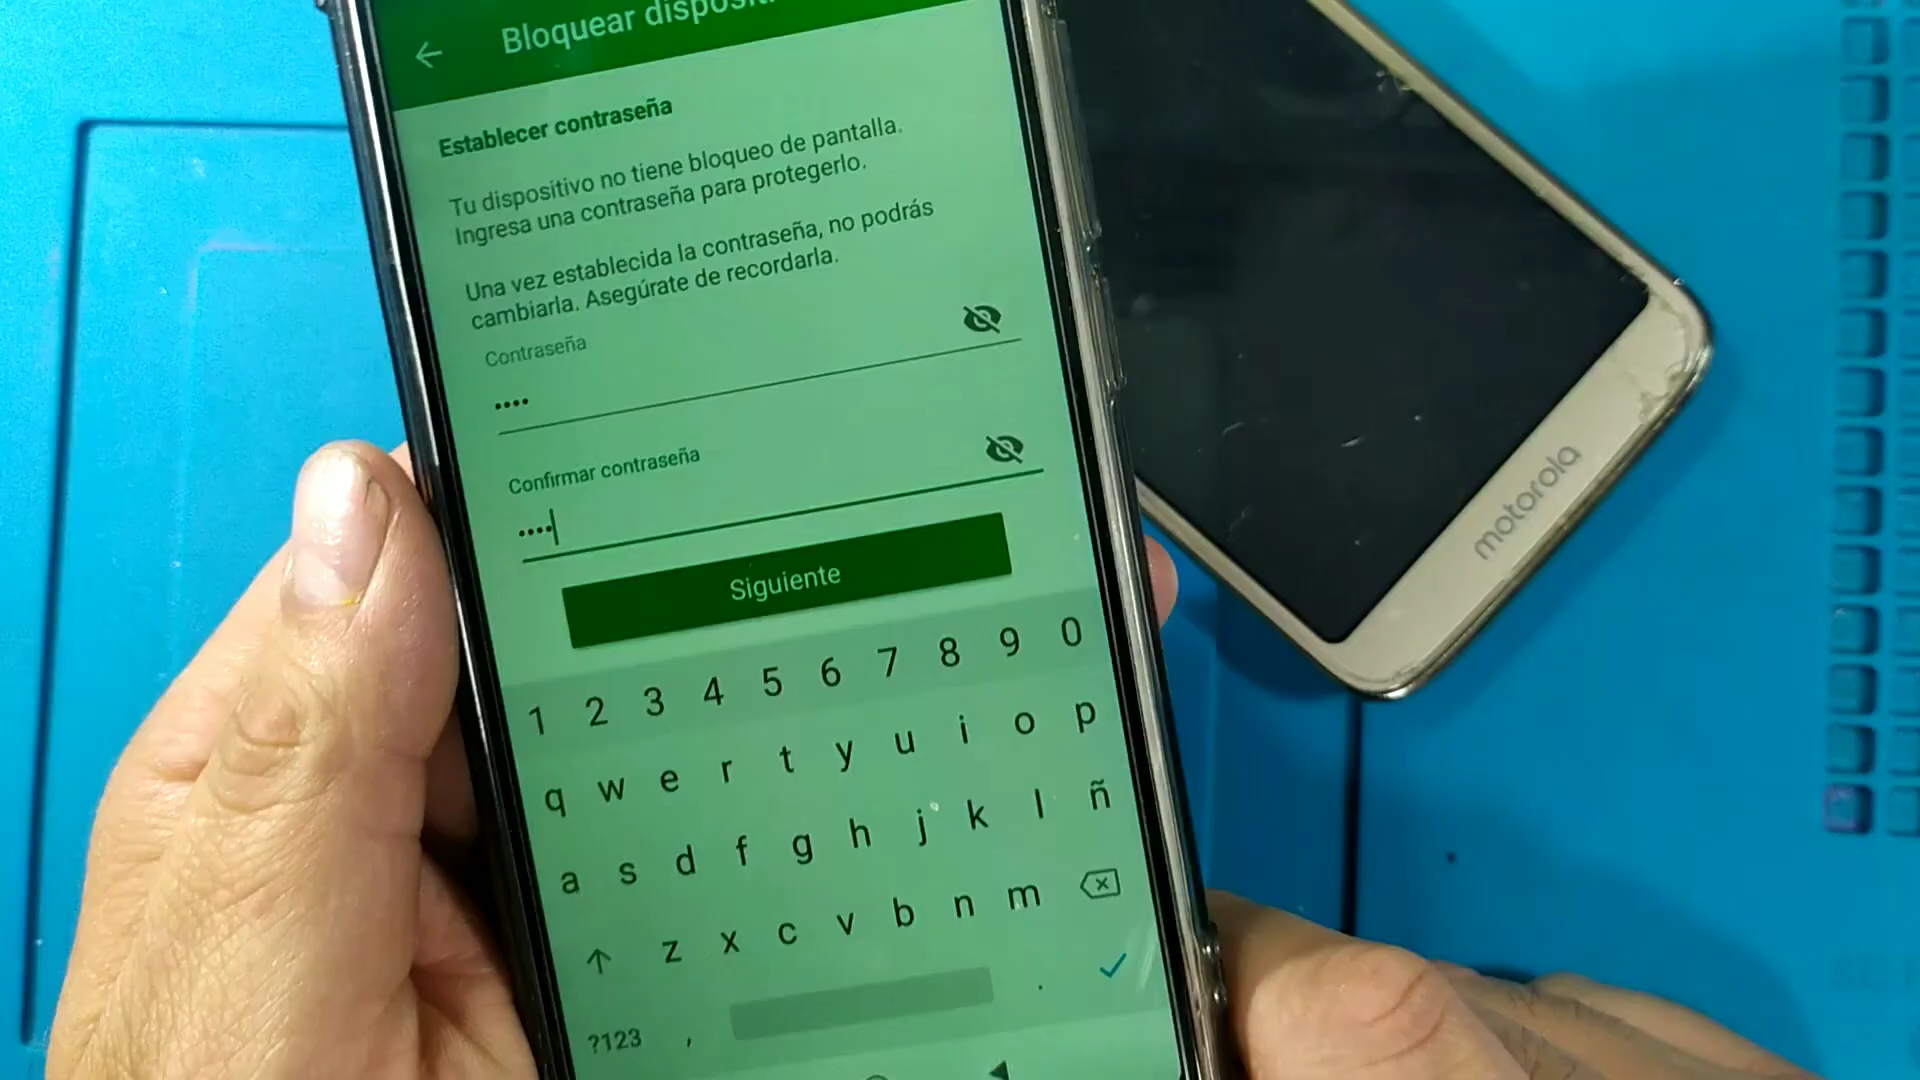 Bloquear disposit
Establecer contraseña
Tu dispositivo no tiene bloqueo de pantalla.
Ingresa una contraseña para protegerlo.
Una vez establecida la contraseña, no podrás
cambiarla. Asegúrate de recordarla.
Contraseña
••••
Confirmar contraseña
••••
Siguiente
1 2 3 4 5 6 7 8 9 0
q w e r t y u i o p
a s d f g h j k l ñ
z x c v b n m
?123 , .
motorola